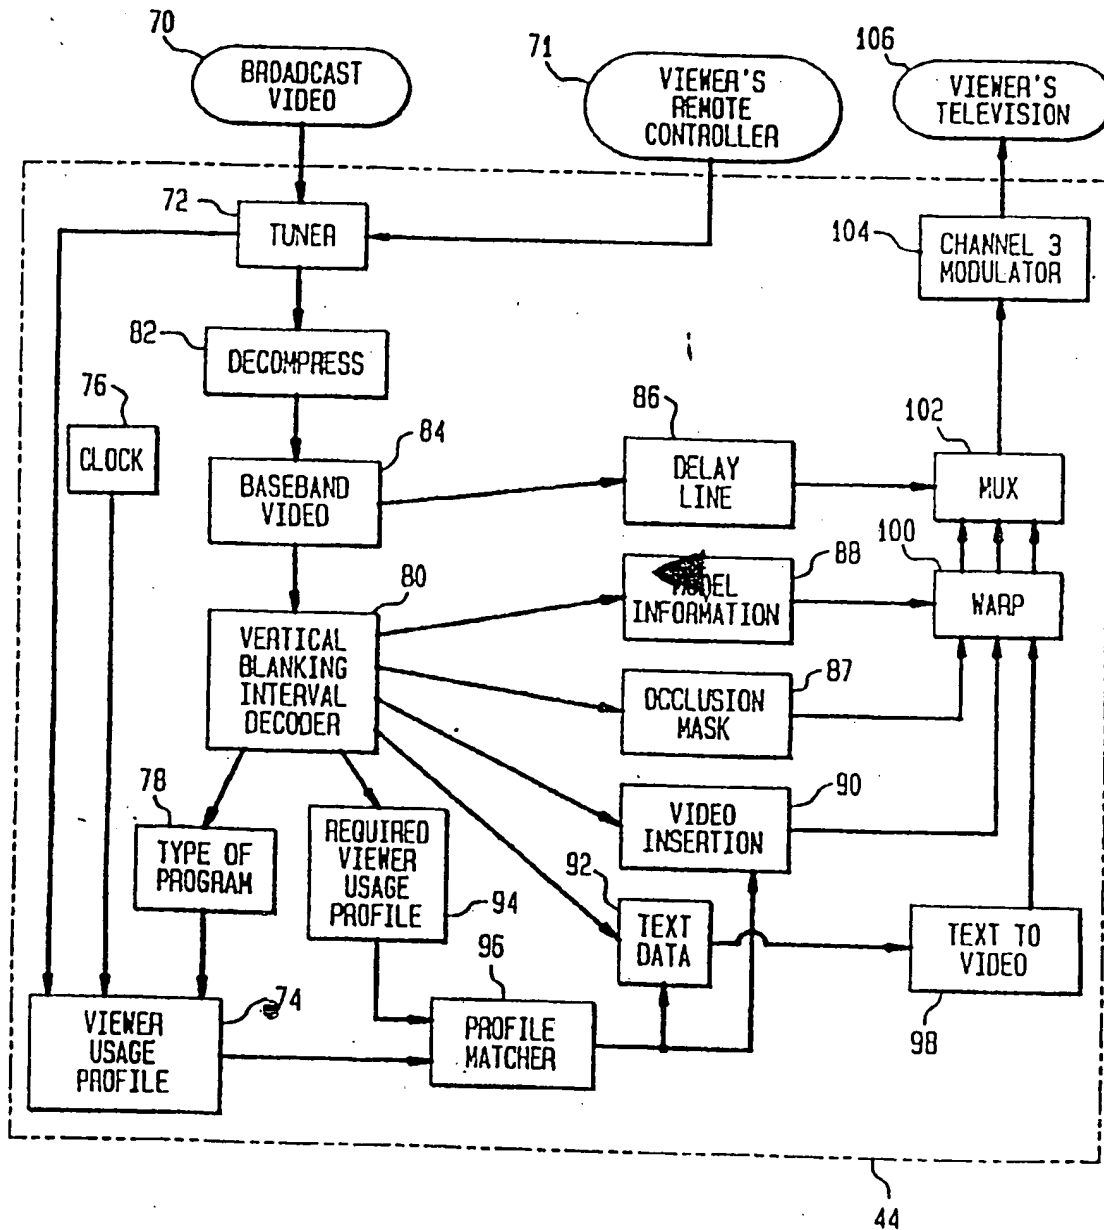 70
BROADCAST
VIDEO
71
VIEWER'S
REMOTE
CONTROLLER
106
VIEWER'S
TELEVISION
72
TUNER
104
CHANNEL 3
MODULATOR
82
DECOMPRESS
76
CLOCK
84
BASEBAND
VIDEO
86
DELAY
LINE
102
MUX
80
VERTICAL
BLANKING
INTERVAL
DECODER
88
MODEL
INFORMATION
100
WARP
87
OCCLUSION
MASK
78
TYPE OF
PROGRAM
REQUIRED
VIEWER
USAGE
PROFILE
94
90
VIDEO
INSERTION
92
TEXT
DATA
TEXT TO
VIDEO
98
74
VIEWER
USAGE
PROFILE
96
PROFILE
MATCHER
44